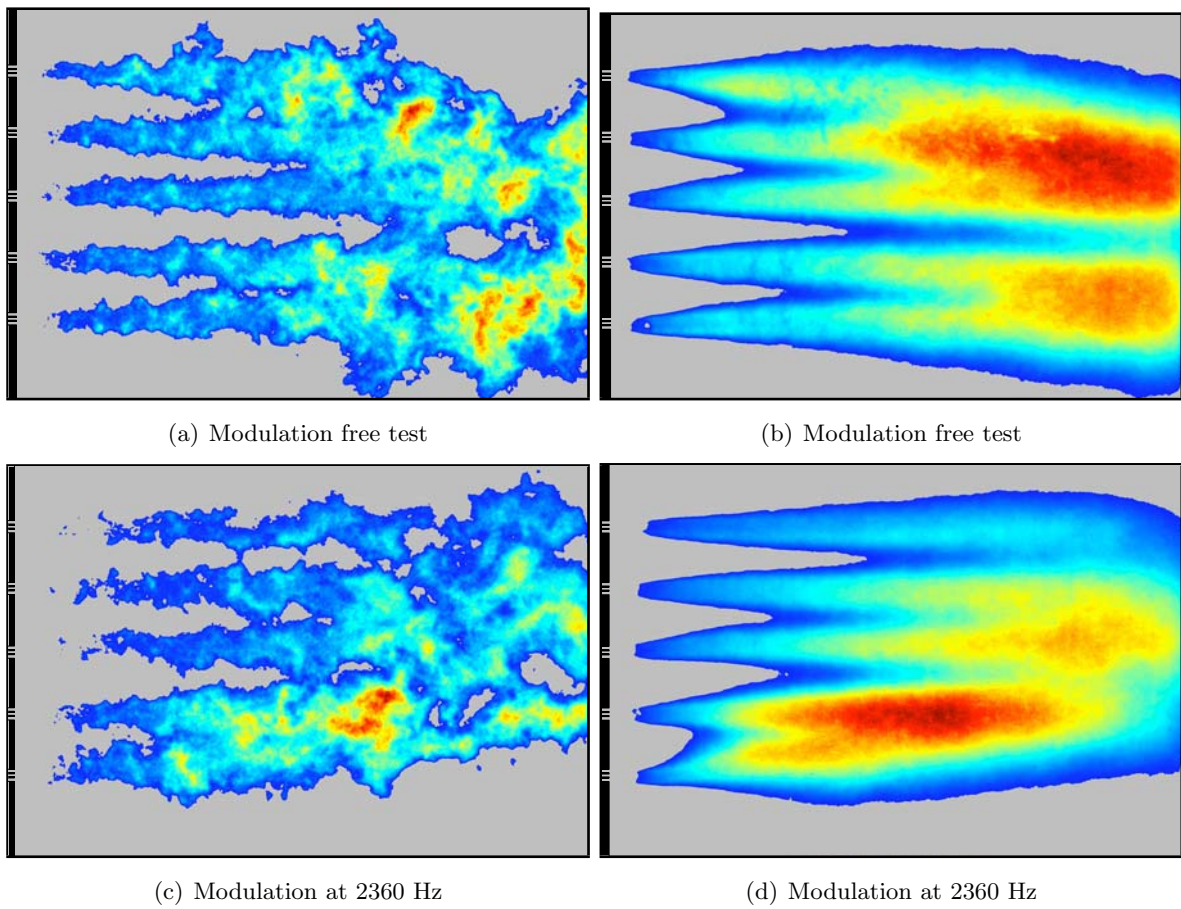 (a) Modulation free test
(b) Modulation free test
(c) Modulation at 2360 Hz
(d) Modulation at 2360 Hz